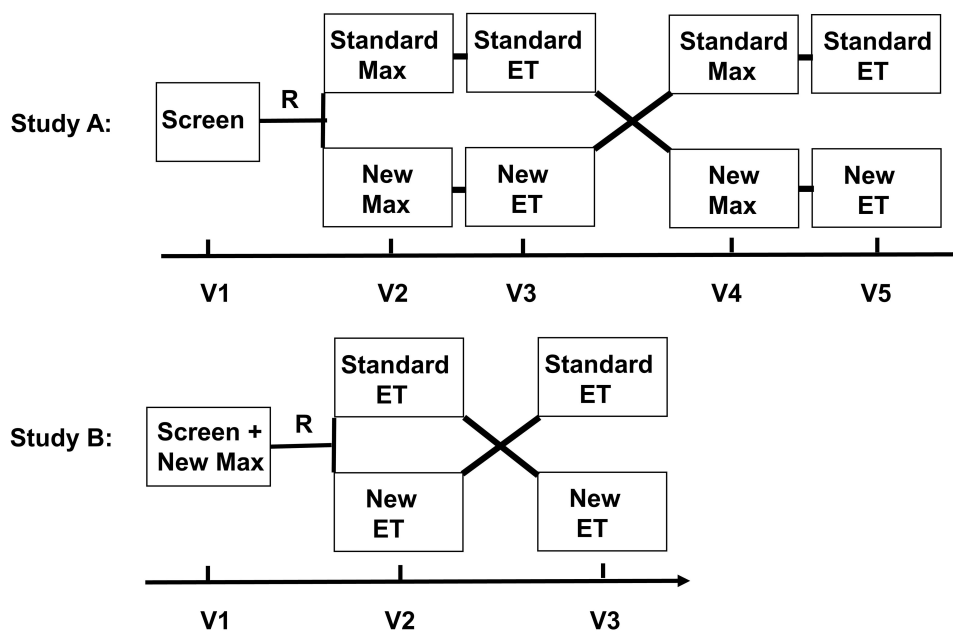 Study A:
Screen
R
Standard
Max
Standard
ET
New
Max
New
ET
Standard
Max
Standard
ET
New
Max
New
ET
V1
V2
V3
V4
V5
Study B:
Screen +
New Max
R
Standard
ET
New
ET
Standard
ET
New
ET
V1
V2
V3